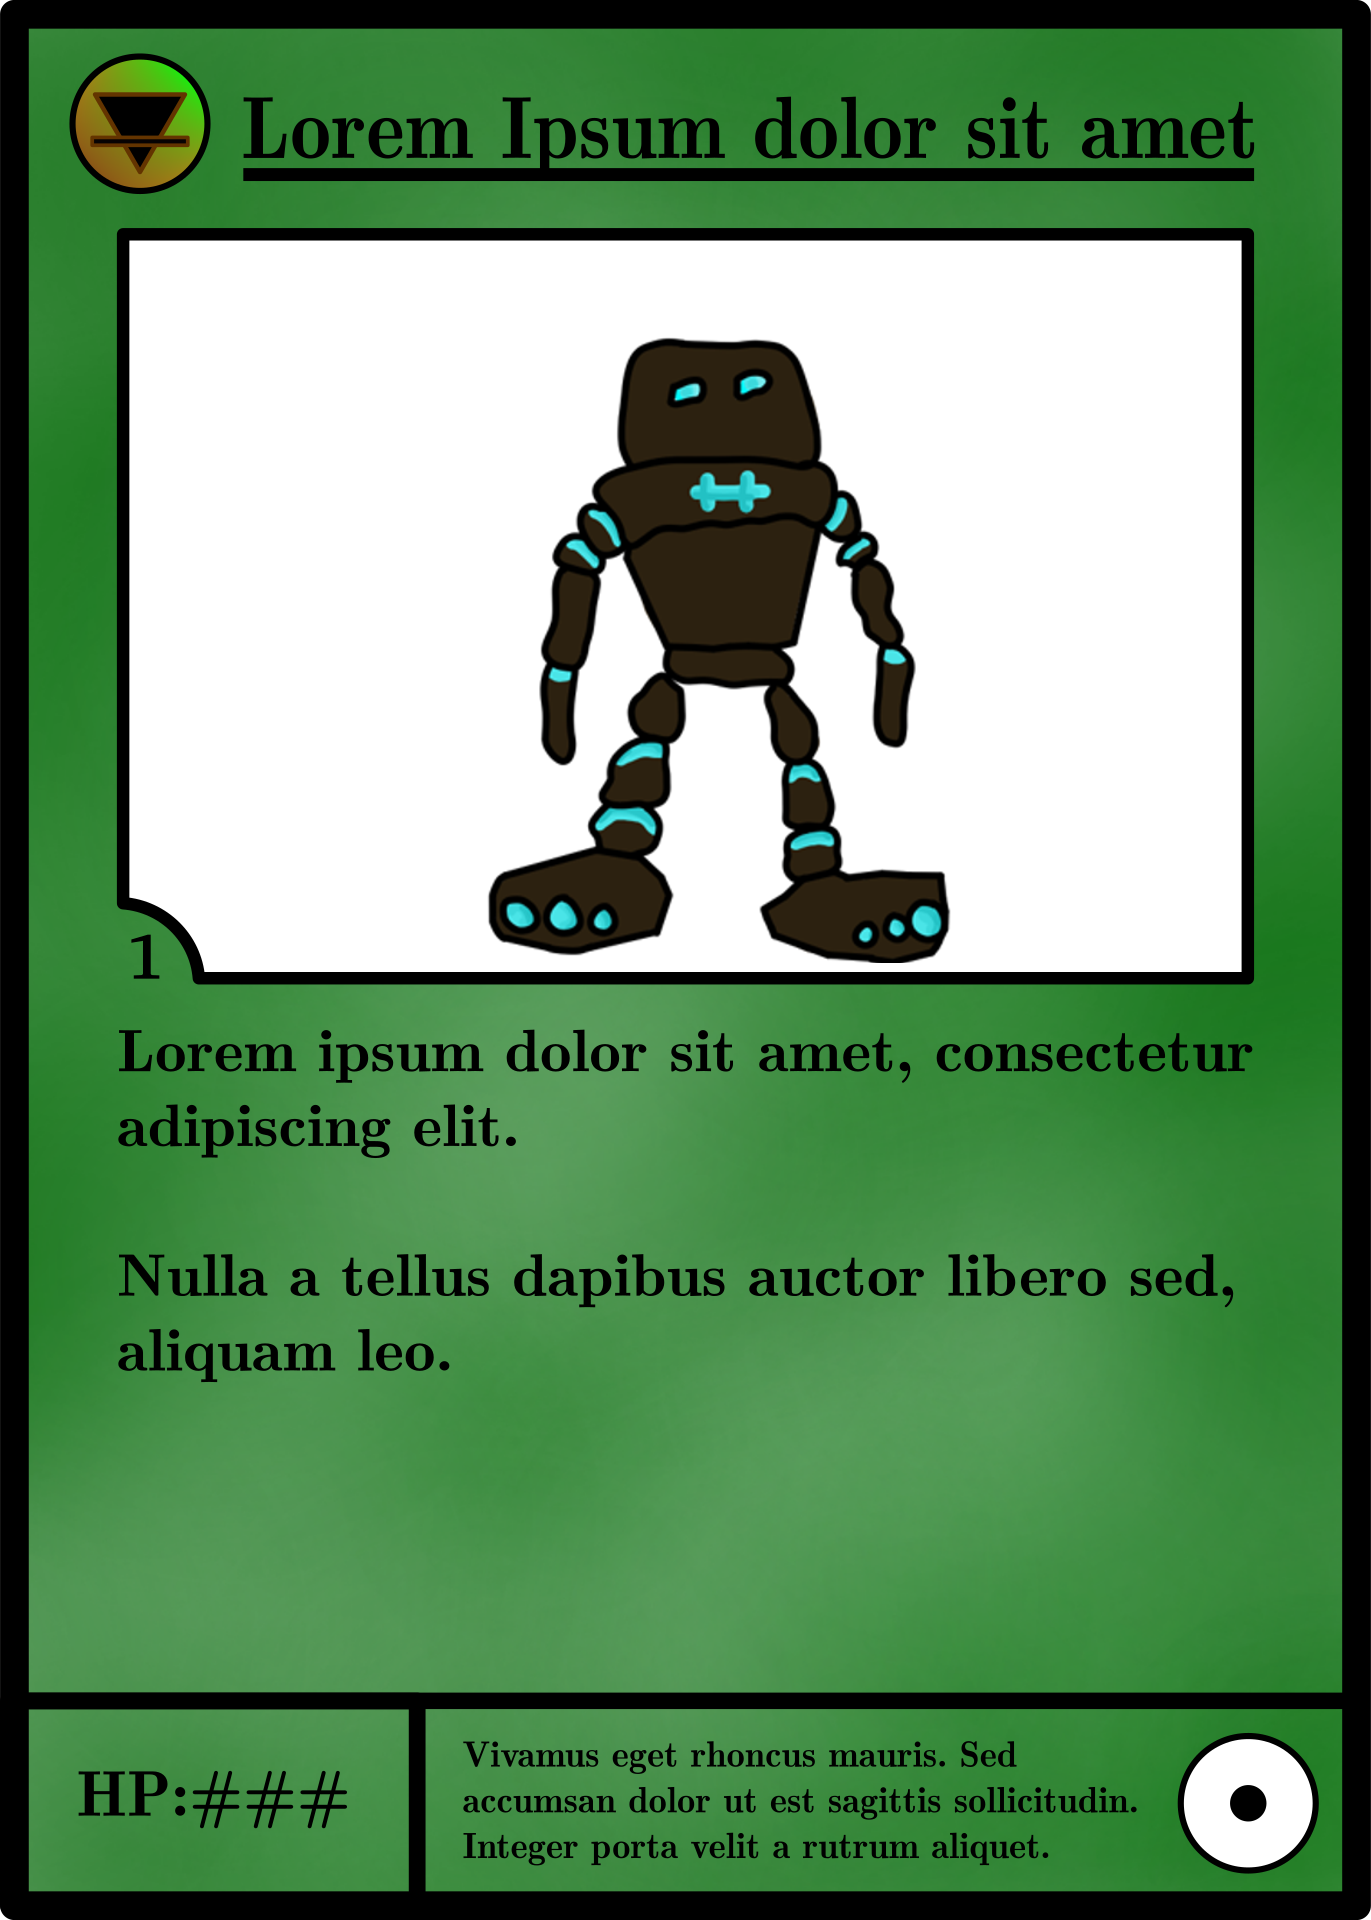 Lorem Ipsum dolor sit amet
1
Lorem ipsum dolor sit amet, consectetur
adipiscing elit.
Nulla a tellus dapibus auctor libero sed,
aliquam leo.
HP:###
Vivamus eget rhoncus mauris. Sed
accumsan dolor ut est sagittis sollicitudin.
Integer porta velit a rutrum aliquet.